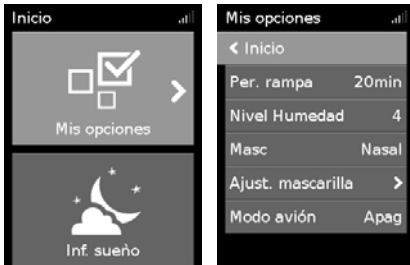 Inicio
Mis opciones
Inf. sueño
Mis opciones
Inicio
Per. rampa 20min
Nivel Humedad 4
Masc Nasal
Ajust. mascarilla
Modo avión Apag